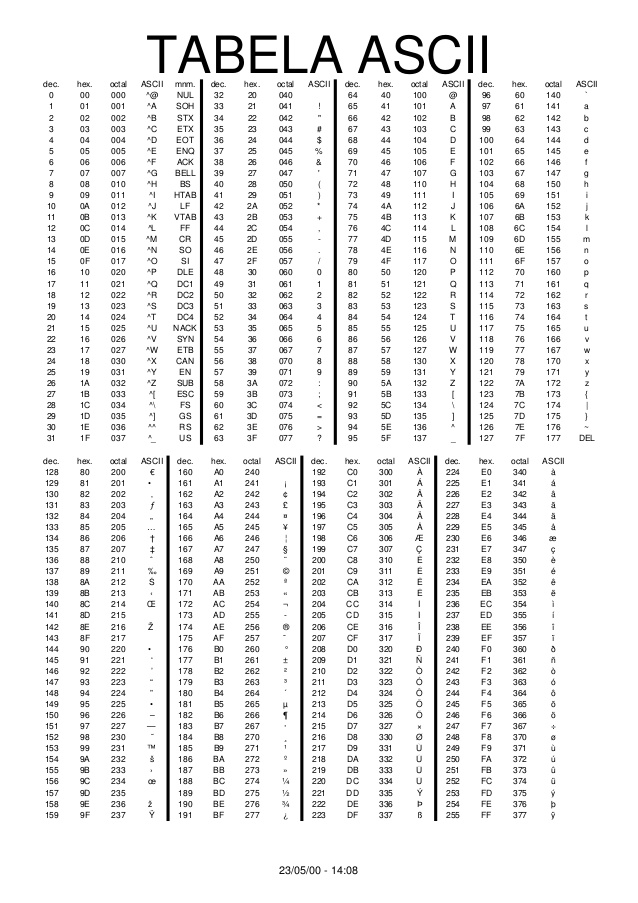 TABELA ASCII
dec. hex. octal ASCII mnm. dec. hex. octal ASCII dec. hex. octal ASCII dec. hex. octal ASCII
0 00 000 ^@ NUL 32 20 040 64 40 100 @ 96 60 140 `
1 01 001 ^A SOH 33 21 041 ! 65 41 101 A 97 61 141 a
2 02 002 ^B STX 34 22 042 " 66 42 102 B 98 62 142 b
3 03 003 ^C ETX 35 23 043 # 67 43 103 C 99 63 143 c
4 04 004 ^D EOT 36 24 044 $ 68 44 104 D 100 64 144 d
5 05 005 ^E ENQ 37 25 045 % 69 45 105 E 101 65 145 e
6 06 006 ^F ACK 38 26 046 & 70 46 106 F 102 66 146 f
7 07 007 ^G BELL 39 27 047 ' 71 47 107 G 103 67 147 g
8 08 010 ^H BS 40 28 050 ( 72 48 110 H 104 68 150 h
9 09 011 ^I HTAB 41 29 051 ) 73 49 111 I 105 69 151 i
10 0A 012 ^J LF 42 2A 052 * 74 4A 112 J 106 6A 152 j
11 0B 013 ^K VTAB 43 2B 053 + 75 4B 113 K 107 6B 153 k
12 0C 014 ^L FF 44 2C 054 , 76 4C 114 L 108 6C 154 l
13 0D 015 ^M CR 45 2D 055 - 77 4D 115 M 109 6D 155 m
14 0E 016 ^N SO 46 2E 056 . 78 4E 116 N 110 6E 156 n
15 0F 017 ^O SI 47 2F 057 / 79 4F 117 O 111 6F 157 o
16 10 020 ^P DLE 48 30 060 0 80 50 120 P 112 70 160 p
17 11 021 ^Q DC1 49 31 061 1 81 51 121 Q 113 71 161 q
18 12 022 ^R DC2 50 32 062 2 82 52 122 R 114 72 162 r
19 13 023 ^S DC3 51 33 063 3 83 53 123 S 115 73 163 s
20 14 024 ^T DC4 52 34 064 4 84 54 124 T 116 74 164 t
21 15 025 ^U NACK 53 35 065 5 85 55 125 U 117 75 165 u
22 16 026 ^V SYN 54 36 066 6 86 56 126 V 118 76 166 v
23 17 027 ^W ETB 55 37 067 7 87 57 127 W 119 77 167 w
24 18 030 ^X CAN 56 38 070 8 88 58 130 X 120 78 170 x
25 19 031 ^Y EN 57 39 071 9 89 59 131 Y 121 79 171 y
26 1A 032 ^Z SUB 58 3A 072 : 90 5A 132 Z 122 7A 172 z
27 1B 033 ^[ ESC 59 3B 073 ; 91 5B 133 [ 123 7B 173 {
28 1C 034 ^\ FS 60 3C 074 < 92 5C 134 \ 124 7C 174 |
29 1D 035 ^] GS 61 3D 075 = 93 5D 135 ] 125 7D 175 }
30 1E 036 ^^ RS 62 3E 076 > 94 5E 136 ^ 126 7E 176 ~
31 1F 037 ^_ US 63 3F 077 ? 95 5F 137 _ 127 7F 177 DEL
dec. hex. octal ASCII dec. hex. octal ASCII dec. hex. octal ASCII dec. hex. octal ASCII
128 80 200 € 160 A0 240 192 C0 300 À 224 E0 340 à
129 81 201 • 161 A1 241 ¡ 193 C1 301 Á 225 E1 341 á
130 82 202 ‚ 162 A2 242 ¢ 194 C2 302 Â 226 E2 342 â
131 83 203 ƒ 163 A3 243 £ 195 C3 303 Ã 227 E3 343 ã
132 84 204 „ 164 A4 244 ¤ 196 C4 304 Ä 228 E4 344 ä
133 85 205 … 165 A5 245 ¥ 197 C5 305 Å 229 E5 345 å
134 86 206 † 166 A6 246 ¦ 198 C6 306 Æ 230 E6 346 æ
135 87 207 ‡ 167 A7 247 § 199 C7 307 Ç 231 E7 347 ç
136 88 210 ˆ 168 A8 250 ¨ 200 C8 310 È 232 E8 350 è
137 89 211 ‰ 169 A9 251 © 201 C9 311 É 233 E9 351 é
138 8A 212 Š 170 AA 252 ª 202 CA 312 Ê 234 EA 352 ê
139 8B 213 ‹ 171 AB 253 « 203 CB 313 Ë 235 EB 353 ë
140 8C 214 Œ 172 AC 254 ¬ 204 CC 314 Ì 236 EC 354 ì
141 8D 215 173 AD 255 - 205 CD 315 Í 237 ED 355 í
142 8E 216 Ž 174 AE 256 ® 206 CE 316 Î 238 EE 356 î
143 8F 217 175 AF 257 ¯ 207 CF 317 Ï 239 EF 357 ï
144 90 220 • 176 B0 260 ° 208 D0 320 Ð 240 F0 360 ð
145 91 221 ‘ 177 B1 261 ± 209 D1 321 Ñ 241 F1 361 ñ
146 92 222 ’ 178 B2 262 ² 210 D2 322 Ò 242 F2 362 ò
147 93 223 “ 179 B3 263 ³ 211 D3 323 Ó 243 F3 363 ó
148 94 224 ” 180 B4 264 ´ 212 D4 324 Ô 244 F4 364 ô
149 95 225 • 181 B5 265 µ 213 D5 325 Õ 245 F5 365 õ
150 96 226 – 182 B6 266 ¶ 214 D6 326 Ö 246 F6 366 ö
151 97 227 — 183 B7 267 · 215 D7 327 × 247 F7 367 ÷
152 98 230 ˜ 184 B8 270 ¸ 216 D8 330 Ø 248 F8 370 ø
153 99 231 ™ 185 B9 271 ¹ 217 D9 331 Ù 249 F9 371 ù
154 9A 232 š 186 BA 272 º 218 DA 332 Ú 250 FA 372 ú
155 9B 233 › 187 BB 273 » 219 DB 333 Û 251 FB 373 û
156 9C 234 œ 188 BC 274 ¼ 220 DC 334 Ü 252 FC 374 ü
157 9D 235 189 BD 275 ½ 221 DD 335 Ý 253 FD 375 ý
158 9E 236 ž 190 BE 276 ¾ 222 DE 336 Þ 254 FE 376 þ
159 9F 237 Ÿ 191 BF 277 ¿ 223 DF 337 ß 255 FF 377 ÿ
23/05/00 - 14:08